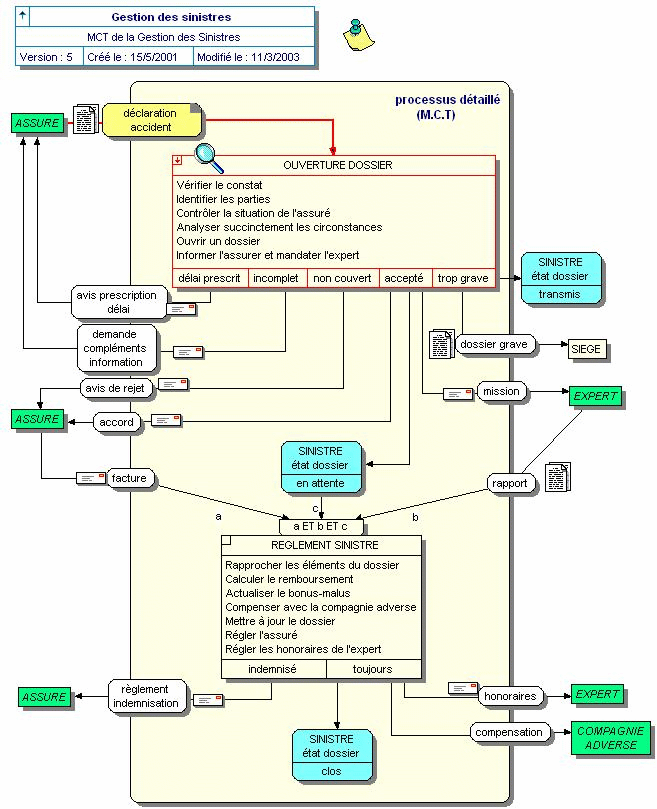 Gestion des sinistres
MCT de la Gestion des Sinistres
Version : 5 Créé le : 15/5/2001 Modifié le : 11/3/2003
processus détaillé
(M.C.T)
ASSURE
déclaration
accident
OUVERTURE DOSSIER
Vérifier le constat
Identifier les parties
Contrôler la situation de l'assuré
Analyser succinctement les circonstances
Ouvrir un dossier
Informer l'assurer et mandater l'expert
délai prescrit incomplet non couvert accepté trop grave
SINISTRE
état dossier
transmis
avis prescription
délai
demande
compléments
information
dossier grave
SIEGE
avis de rejet
mission
EXPERT
ASSURE
accord
SINISTRE
état dossier
en attente
facture
rapport
a
c
b
a ET b ET c
REGLEMENT SINISTRE
Rapprocher les éléments du dossier
Calculer le remboursement
Actualiser le bonus-malus
Compenser avec la compagnie adverse
Mettre à jour le dossier
Régler l'assuré
Régler les honoraires de l'expert
indemnisé toujours
ASSURE
règlement
indemnisation
honoraires
EXPERT
SINISTRE
état dossier
clos
compensation
COMPAGNIE
ADVERSE